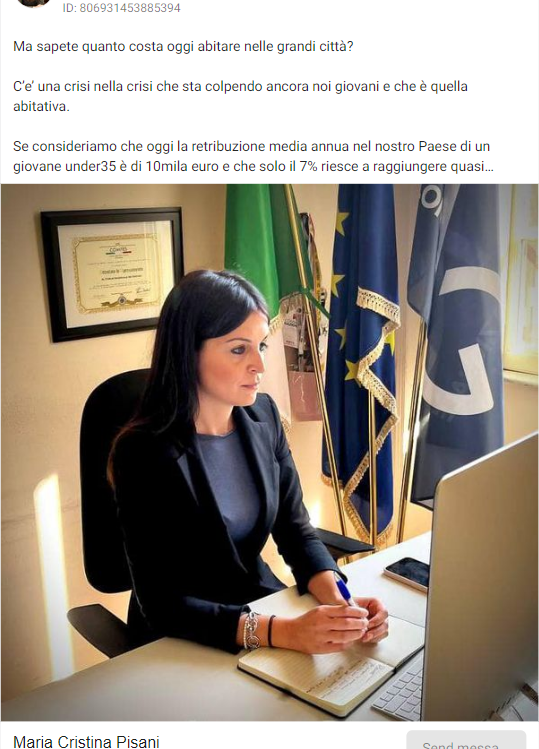 ID: 806931453885394
Ma sapete quanto costa oggi abitare nelle grandi città?
C'e' una crisi nella crisi che sta colpendo ancora noi giovani e che è quella
abitativa.
Se consideriamo che oggi la retribuzione media annua nel nostro Paese di un
giovane under35 è di 10mila euro e che solo il 7% riesce a raggiungere quasi...
G
Maria Cristina Pisani
Send messa...